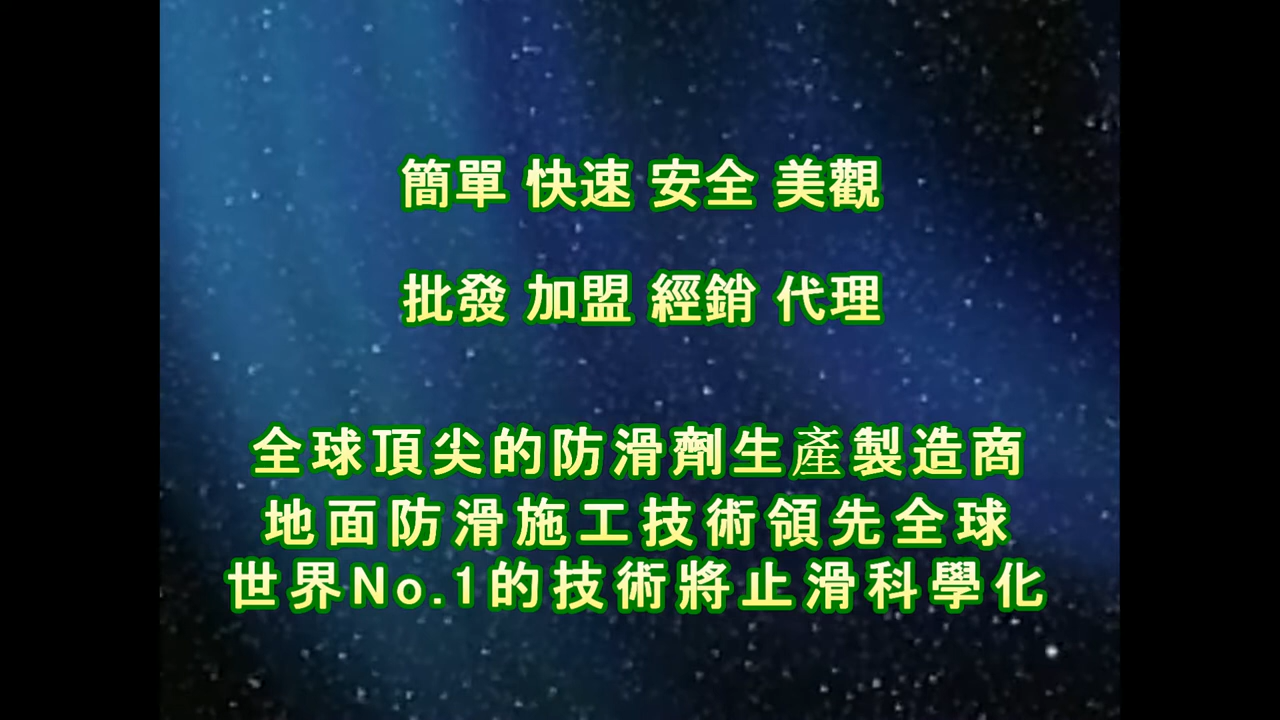 簡單 快速 安全 美觀
批發 加盟 經銷 代理
全球頂尖的防滑劑生產製造商
地面防滑施工技術領先全球
世界No.1的技術將止滑科學化